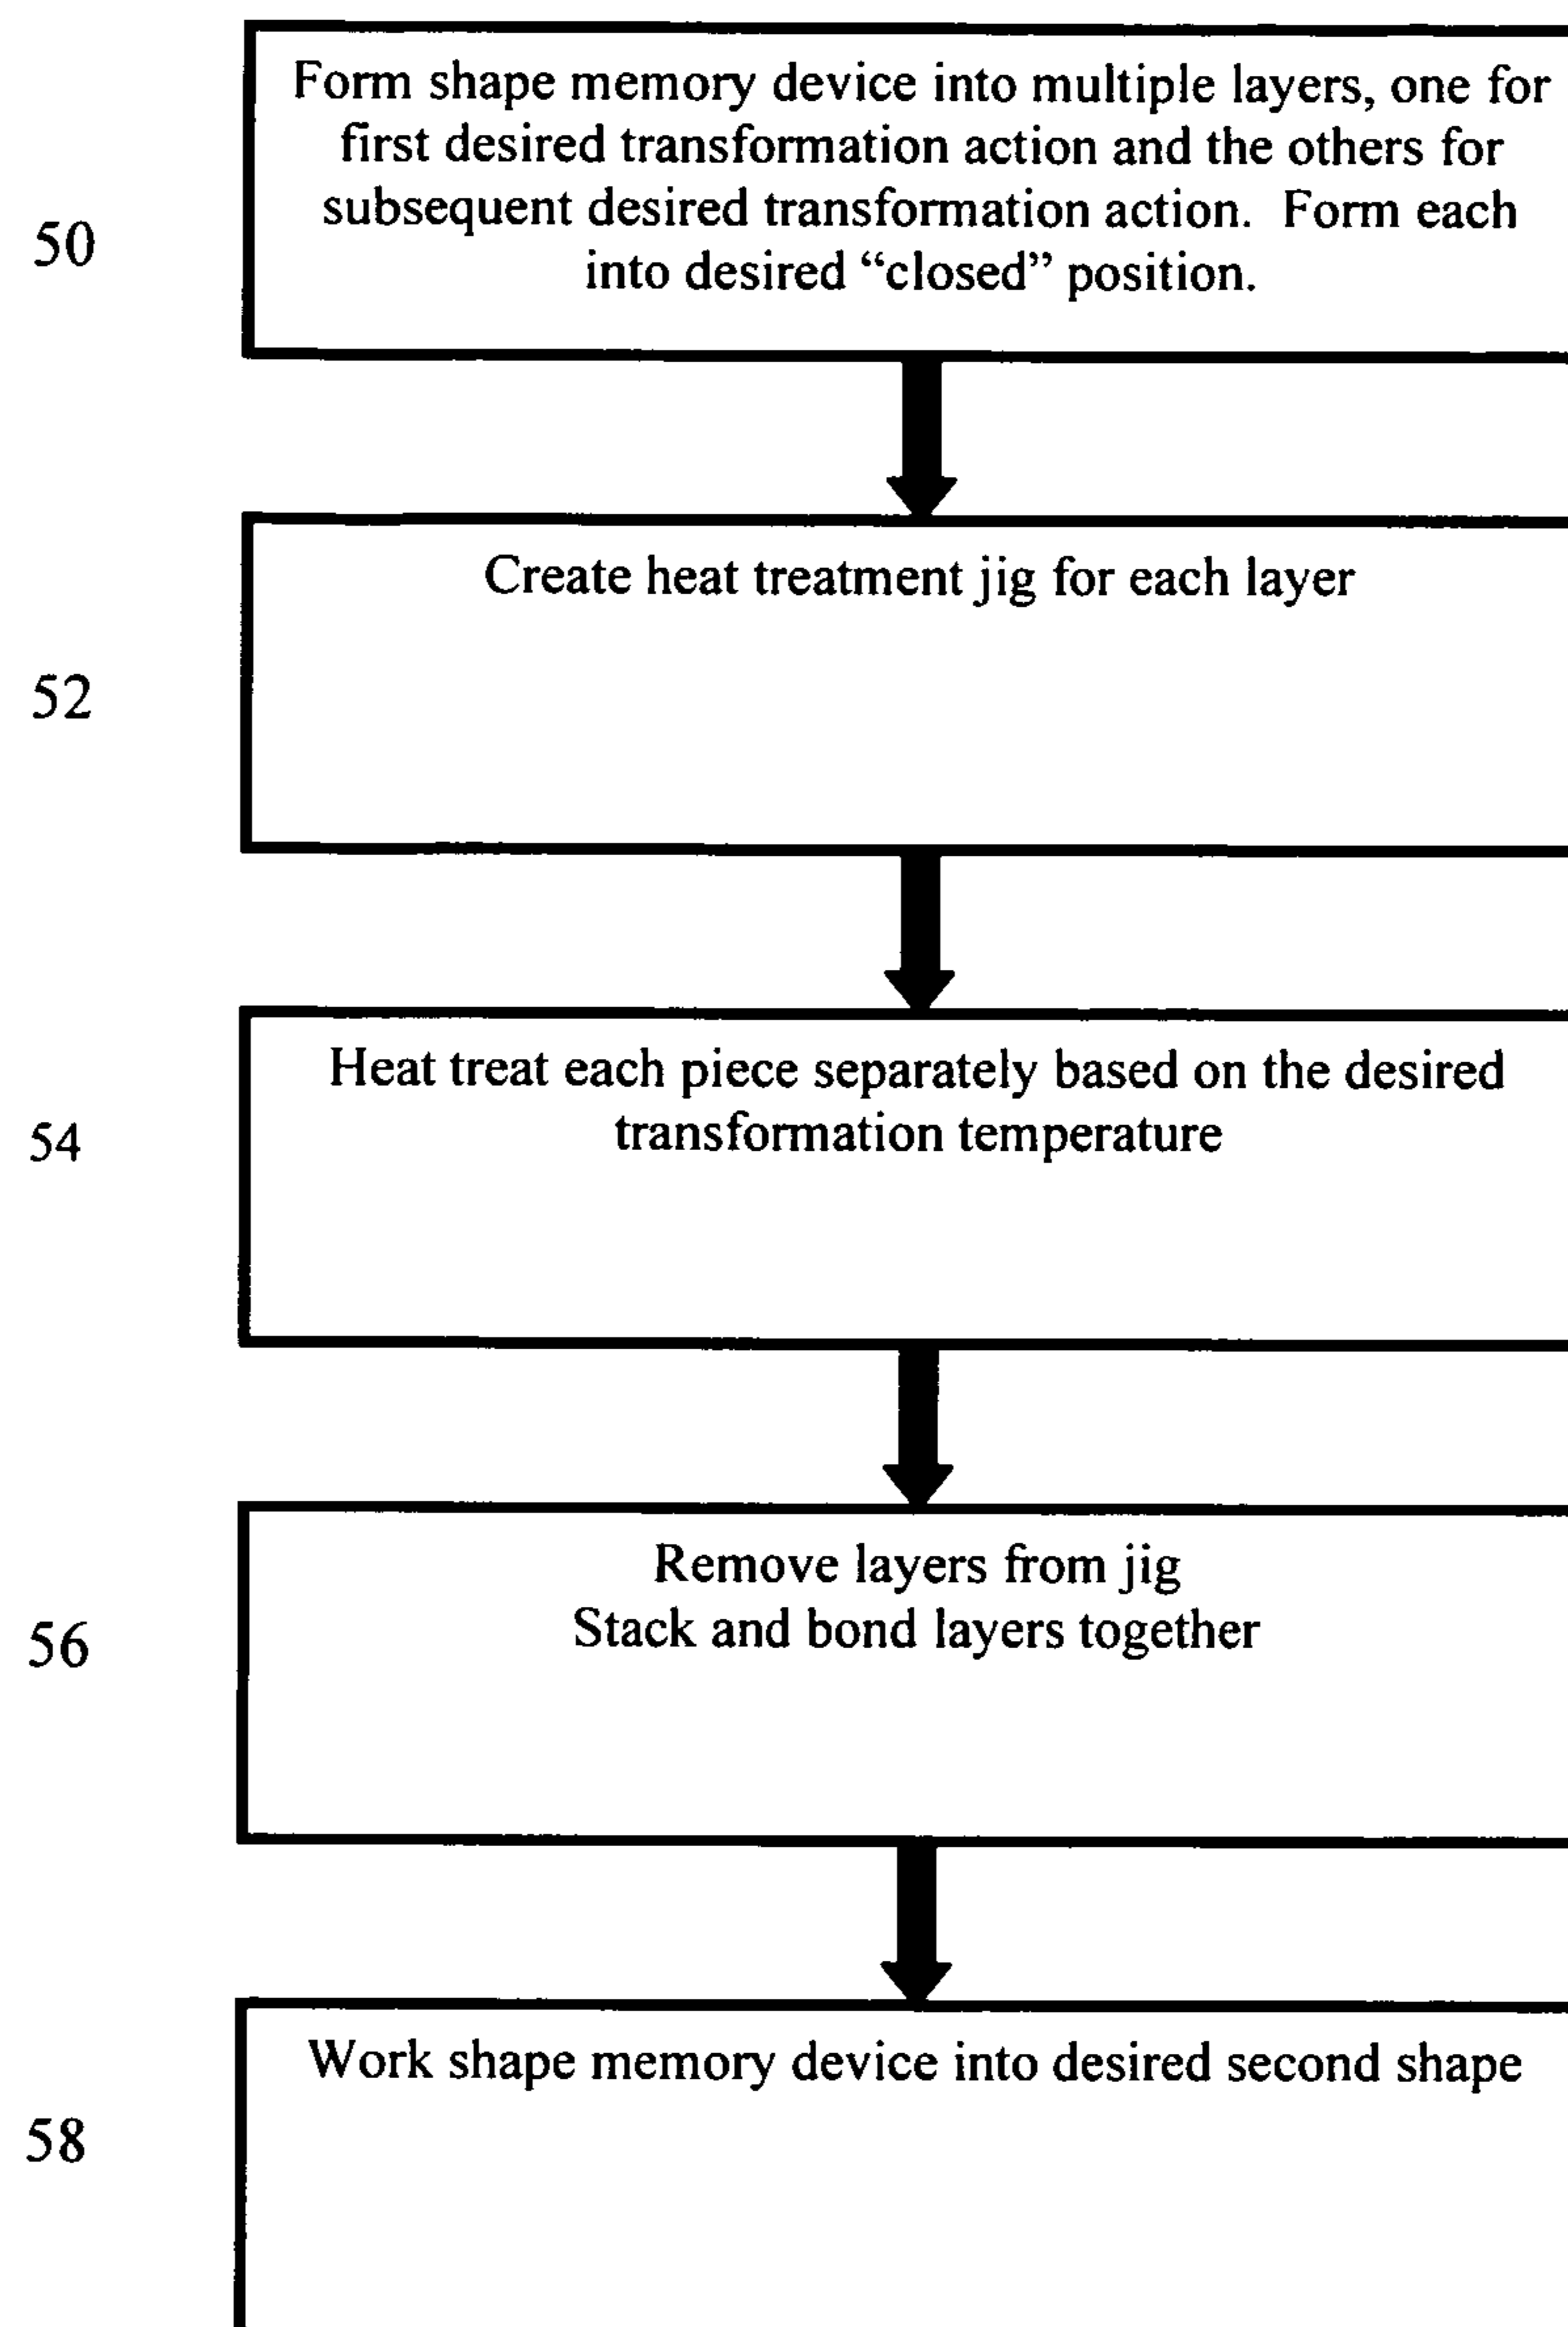 Form shape memory device into multiple layers, one for
first desired transformation action and the others for
subsequent desired transformation action.  Form each
into desired “closed” position.
50
Create heat treatment jig for each layer
52
Heat treat each piece separately based on the desired
transformation temperature
54
Remove layers from jig
Stack and bond layers together
56
Work shape memory device into desired second shape
58